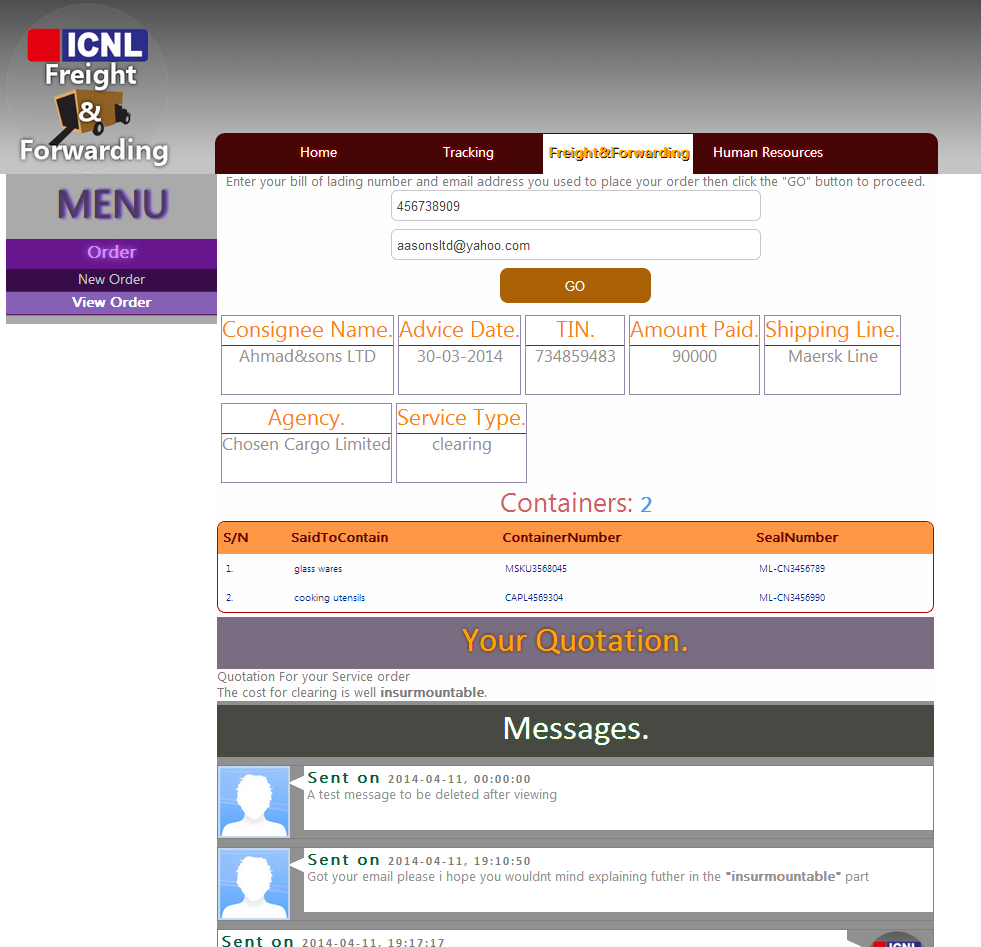 ICNL
Freight
&
Forwarding
Home Tracking Freight&Forwarding Human Resources
MENU
Order
New Order
View Order
Enter your bill of lading number and email address you used to place your order then click the "GO" button to proceed.
456738909
aasonsltd@yahoo.com
GO
Consignee Name. Advice Date. TIN. Amount Paid. Shipping Line.
Ahmad&sons LTD 30-03-2014 734859483 90000 Maersk Line
Agency. Service Type.
Chosen Cargo Limited clearing
Containers: 2
S/N SaidToContain ContainerNumber SealNumber
1. glass wares MSKU3568045 ML-CN3456789
2. cooking utensils CAPL4569304 ML-CN3456990
Your Quotation.
Quotation For your Service order
The cost for clearing is well insurmountable.
Messages.
Sent on 2014-04-11, 00:00:00
A test message to be deleted after viewing
Sent on 2014-04-11, 19:10:50
Got your email please i hope you wouldnt mind explaining futher in the "insurmountable" part
Sent on 2014-04-11, 19:17:17
ICNL